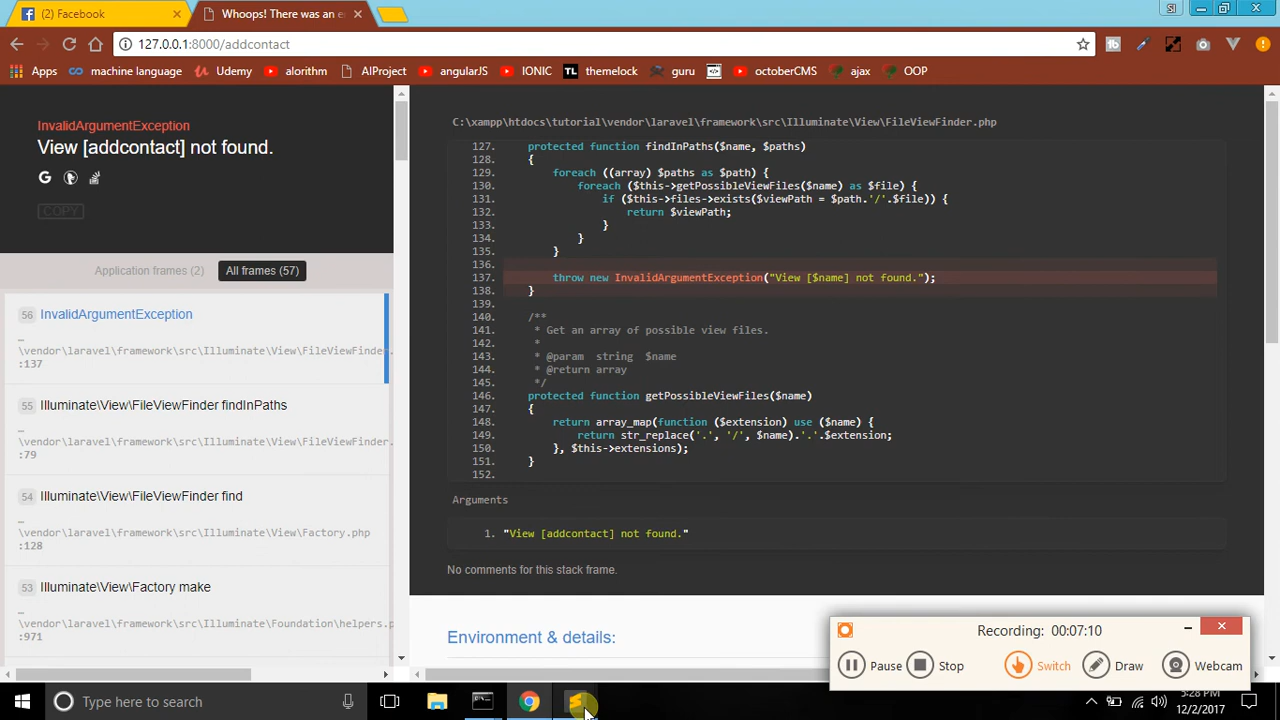 (2) Facebook
Whoops! There was an e
SI
127.0.0.1:8000/addcontact
Apps
machine language
Udemy
alorithm
AIProject
angularJS
IONIC
TL
themelock
guru
octoberCMS
ajax
OOP
InvalidArgumentException
View [addcontact] not found.
COPY
Application frames (2)
All frames (57)
56 InvalidArgumentException
…
\vendor\laravel\framework\src\Illuminate\View\FileViewFinder.
:137
55 Illuminate\View\FileViewFinder findInPaths
…
\vendor\laravel\framework\src\Illuminate\View\FileViewFinder.
:79
54 Illuminate\View\FileViewFinder find
…
\vendor\laravel\framework\src\Illuminate\View\Factory.php
:128
53 Illuminate\View\Factory make
…
\vendor\laravel\framework\src\Illuminate\Foundation\helpers.p
:971
C:\xampp\htdocs\tutorial\vendor\laravel\framework\src\Illuminate\View\FileViewFinder.php
127. protected function findInPaths($name, $paths)
128. {
129. foreach ((array) $paths as $path) {
130. foreach ($this->getPossibleViewFiles($name) as $file) {
131. if ($this->files->exists($viewPath = $path.'/'.$file)) {
132. return $viewPath;
133. }
134. }
135. }
136.
137. throw new InvalidArgumentException("View [$name] not found.");
138. }
139.
140. /**
141. * Get an array of possible view files.
142. *
143. * @param string $name
144. * @return array
145. */
146. protected function getPossibleViewFiles($name)
147. {
148. return array_map(function ($extension) use ($name) {
149. return str_replace('.', '/', $name).'.'.$extension;
150. }, $this->extensions);
151. }
152.
Arguments
1. "View [addcontact] not found."
No comments for this stack frame.
Environment & details:
Recording: 00:07:10
Pause
Stop
Switch
Draw
Webcam
Type here to search
5:28 PM
12/2/2017